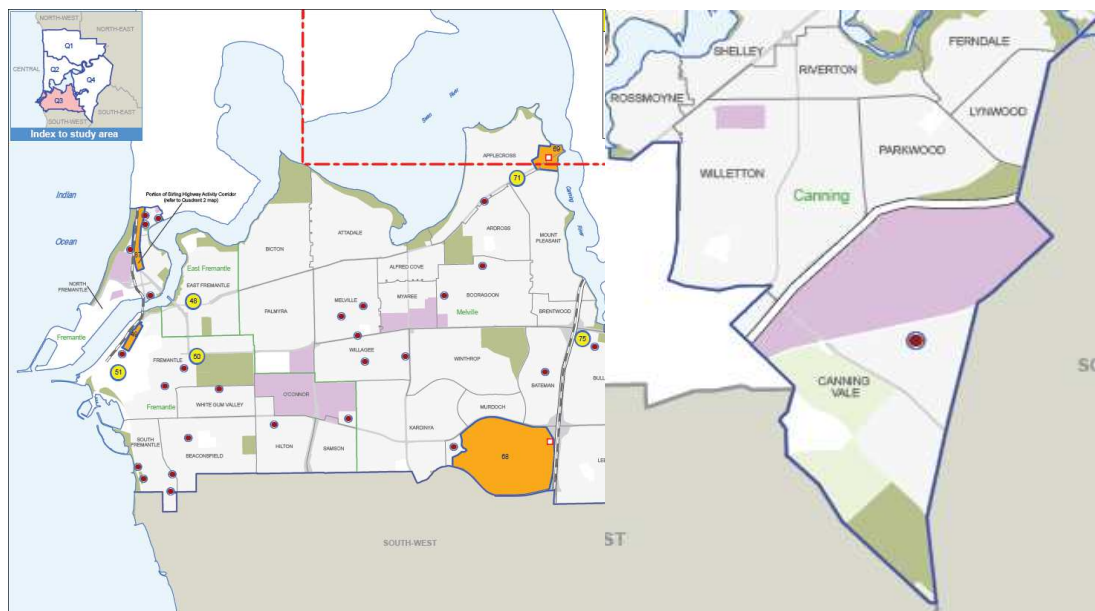 NORTH-WEST
NORTH-EAST
CENTRAL
Q1
Q2
Q4
Q3
SOUTH-EAST
SOUTH-WEST
Index to study area
Indian
Ocean
Portion of Stirling Highway Activity Corridor
(refer to Quadrant 2 map)
Swan
River
APPLECROSS
69
71
Canning
River
ATTADALE
BICTON
ARDROSS
MOUNT
PLEASANT
East Fremantle
EAST FREMANTLE
ALFRED COVE
NORTH
FREMANTLE
48
MELVILLE
MYAREE
BOORAGOON
PALMYRA
Melville
BRENTWOOD
Fremantle
75
FREMANTLE
50
WILLAGEE
WINTHROP
51
BATEMAN
BULL
O'CONNOR
Fremantle
WHITE GUM VALLEY
MURDOCH
KARDINYA
SOUTH
FREMANTLE
BEACONSFIELD
HILTON
SAMSON
68
LEE
SOUTH-WEST
SHELLEY
FERNDALE
RIVERTON
ROSSMOYNE
LYNWOOD
PARKWOOD
WILLETTON
Canning
SO
CANNING
VALE
ST